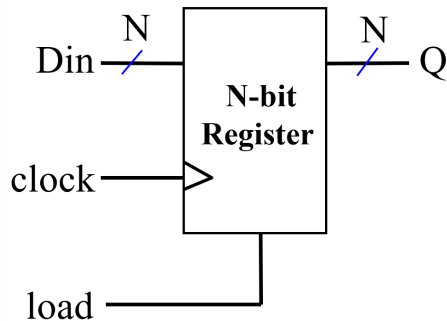 N
N
Din
Q
N-bit
Register
clock
load